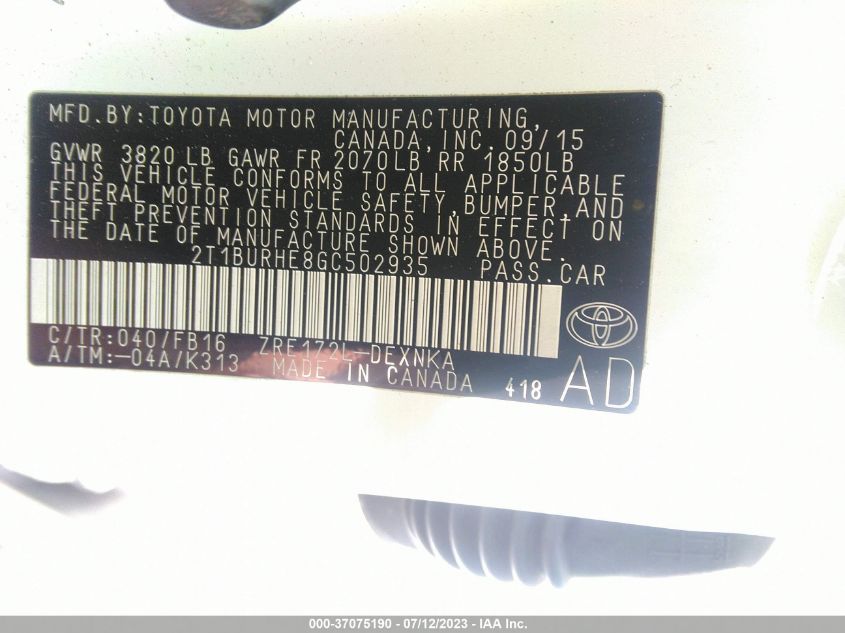 MFD.BY:TOYOTA MOTOR MANUFACTURING,
CANADA,INC. 09/15
GVWR 3820 LB GAWR FR 2070LB RR 1850LB
THIS VEHICLE CONFORMS TO ALL APPLICABLE
FEDERAL MOTOR VEHICLE SAFETY,BUMPER,AND
THEFT PREVENTION STANDARDS IN EFFECT ON
THE DATE OF MANUFACTURE SHOWN ABOVE.
2T1BURHE8GC502935 PASS.CAR
C/TR:040/FB16 ZRE172L-DEXNKA
A/TM:-04A/K313 MADE IN CANADA 418 AD
000-37075190 - 07/12/2023 - IAA Inc.